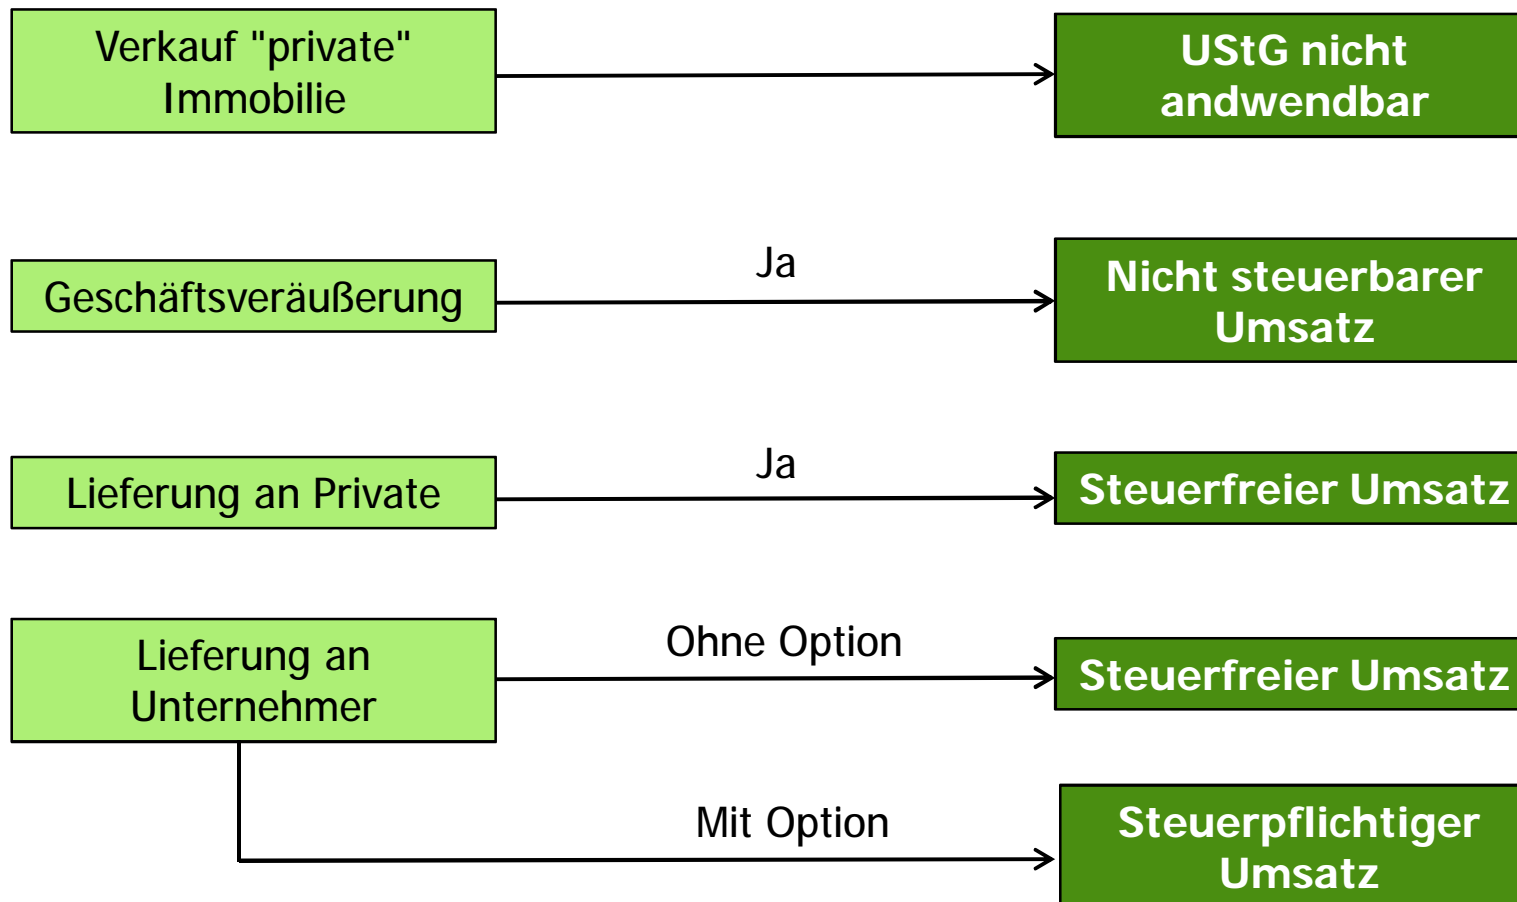 Verkauf "private"
Immobilie
UStG nicht
andwendbar
Geschäftsveräußerung
Ja
Nicht steuerbarer
Umsatz
Lieferung an Private
Ja
Steuerfreier Umsatz
Lieferung an
Unternehmer
Ohne Option
Steuerfreier Umsatz
Mit Option
Steuerpflichtiger
Umsatz